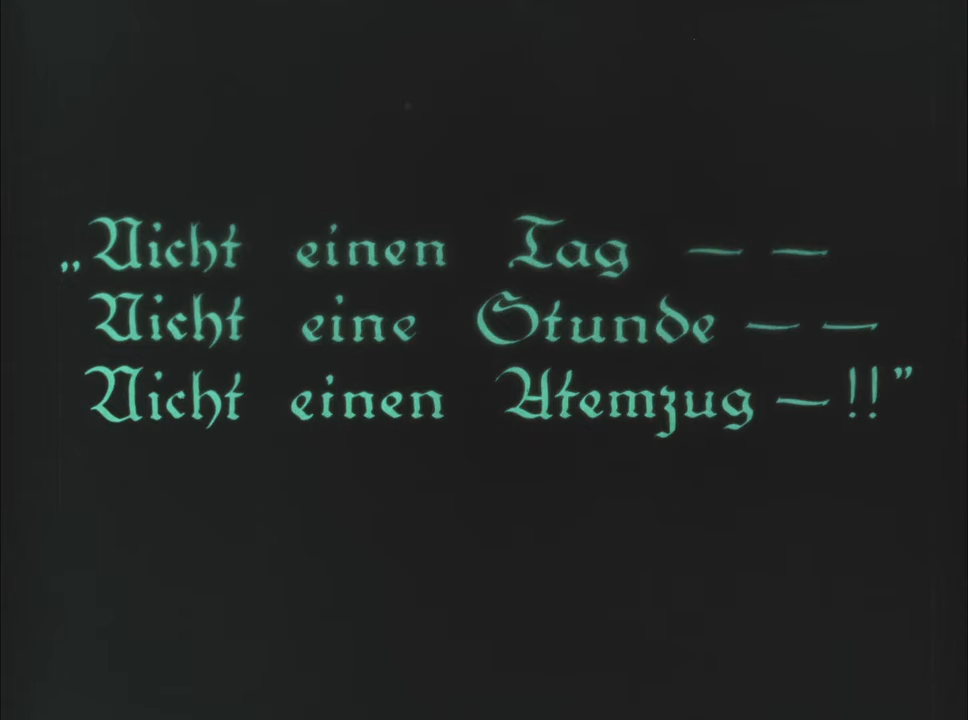 „Nicht einen Tag — —
Nicht eine Stunde — —
Nicht einen Atemzug — !!”